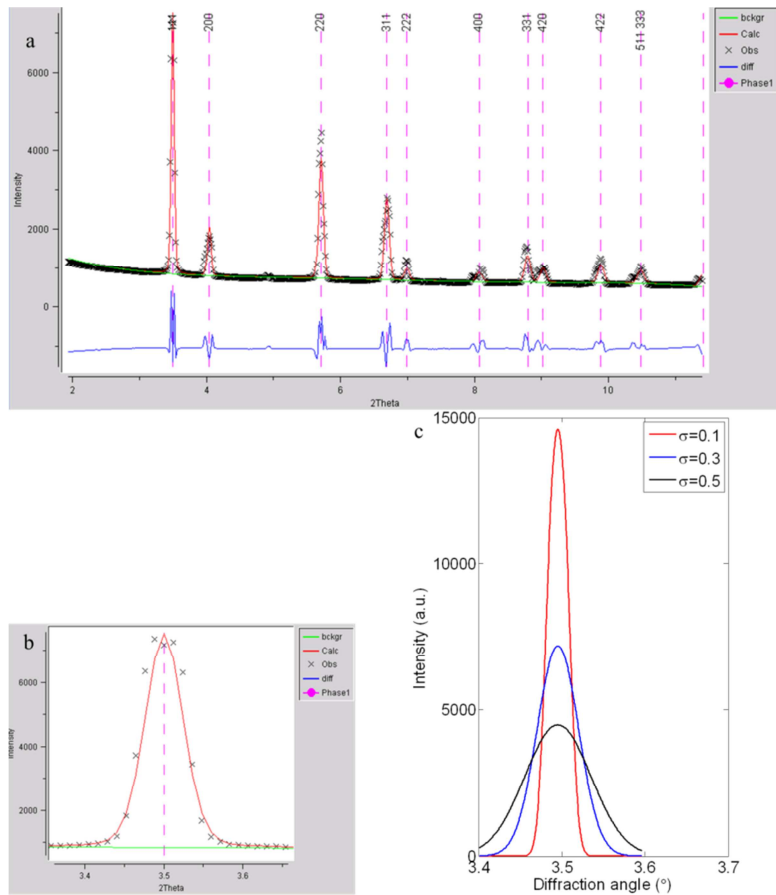 a
111
200
220
311
222
400
331
420
422
511 333
bckgr
Calc
Obs
diff
Phase1
Intensity
6000
4000
2000
0
2 4 6 8 10
2Theta
b
bckgr
Calc
Obs
diff
Phase1
Intensity
6000
4000
2000
3.4 3.5 3.6
2Theta
c
σ=0.1
σ=0.3
σ=0.5
Intensity (a.u.)
15000
10000
5000
0
3.4 3.5 3.6 3.7
Diffraction angle (°)